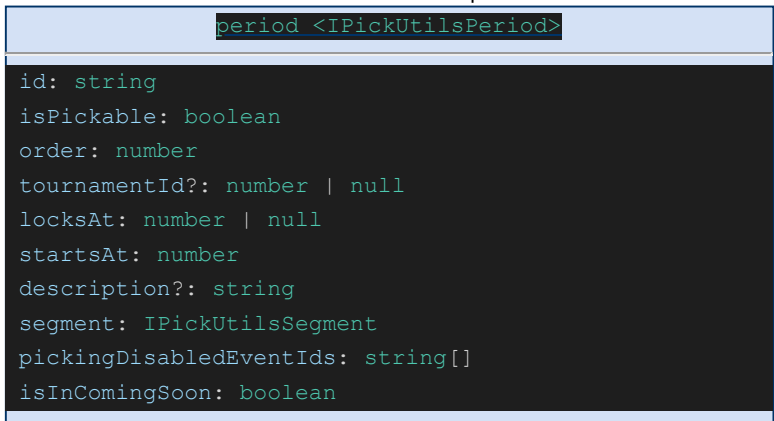 period <IPickUtilsPeriod>
id: string
isPickable: boolean
order: number
tournamentId?: number | null
locksAt: number | null
startsAt: number
description?: string
segment: IPickUtilsSegment
pickingDisabledEventIds: string[]
isInComingSoon: boolean